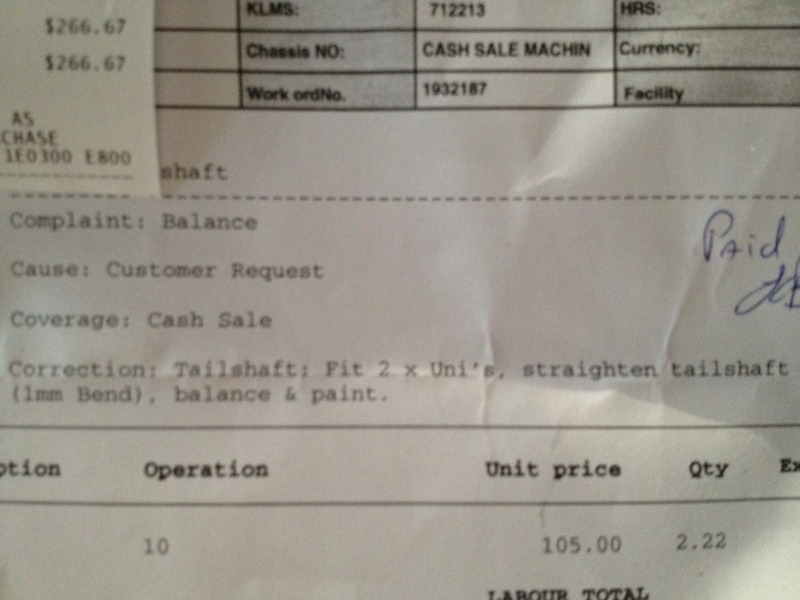 $266.67
$266.67
AS
CHASE
1E0300 E800
KLMS: 712213 HRS:
Chassis NO: CASH SALE MACHIN Currency:
Work ordNo. 1932187 Facility
shaft
Complaint: Balance
Paid
Cause: Customer Request
Coverage: Cash Sale
Correction: Tailshaft: Fit 2 x Uni's, straighten tailshaft
(1mm Bend), balance & paint.
ption Operation Unit price Qty Ex
10 105.00 2.22
LABOUR TOTAL